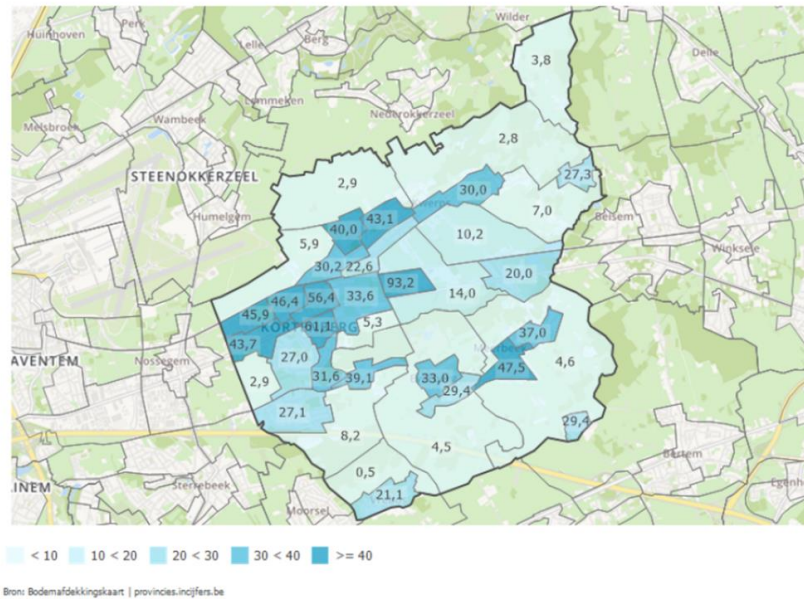 Wilder
Perk
Huinhoven
Lelle
Berg
Delle
3,8
Lemmeken
Nederokkerzeel
Wambeek
Melsbroek
2,8
STEENOKKERZEEL
2,9
27,3
30,0
Humelgem
43,1
7,0
Beisem
40,0
10,2
5,9
Winksele
30,2 22,6
20,0
93,2
46,4 56,4 33,6
14,0
45,9
61,1
5,3
43,7
37,0
AVENTEM
Nossegem
27,0
4,6
31,6 39,1
33,0
47,5
2,9
29,4
27,1
29,4
8,2
4,5
Bertem
0,5
INEM
Sterrebeek
21,1
Moorsel
< 10 10 < 20 20 < 30 30 < 40 >= 40
Bron: Bodemafdekkingskaart | provincies.incijfers.be